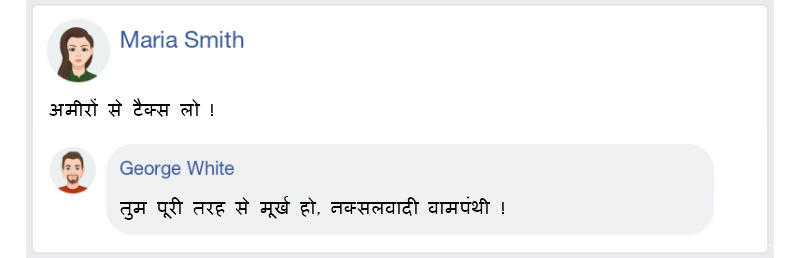 Maria Smith
अमीरों से टैक्स लो !
George White
तुम पूरी तरह से मूर्ख हो, नक्सलवादी वामपंथी !